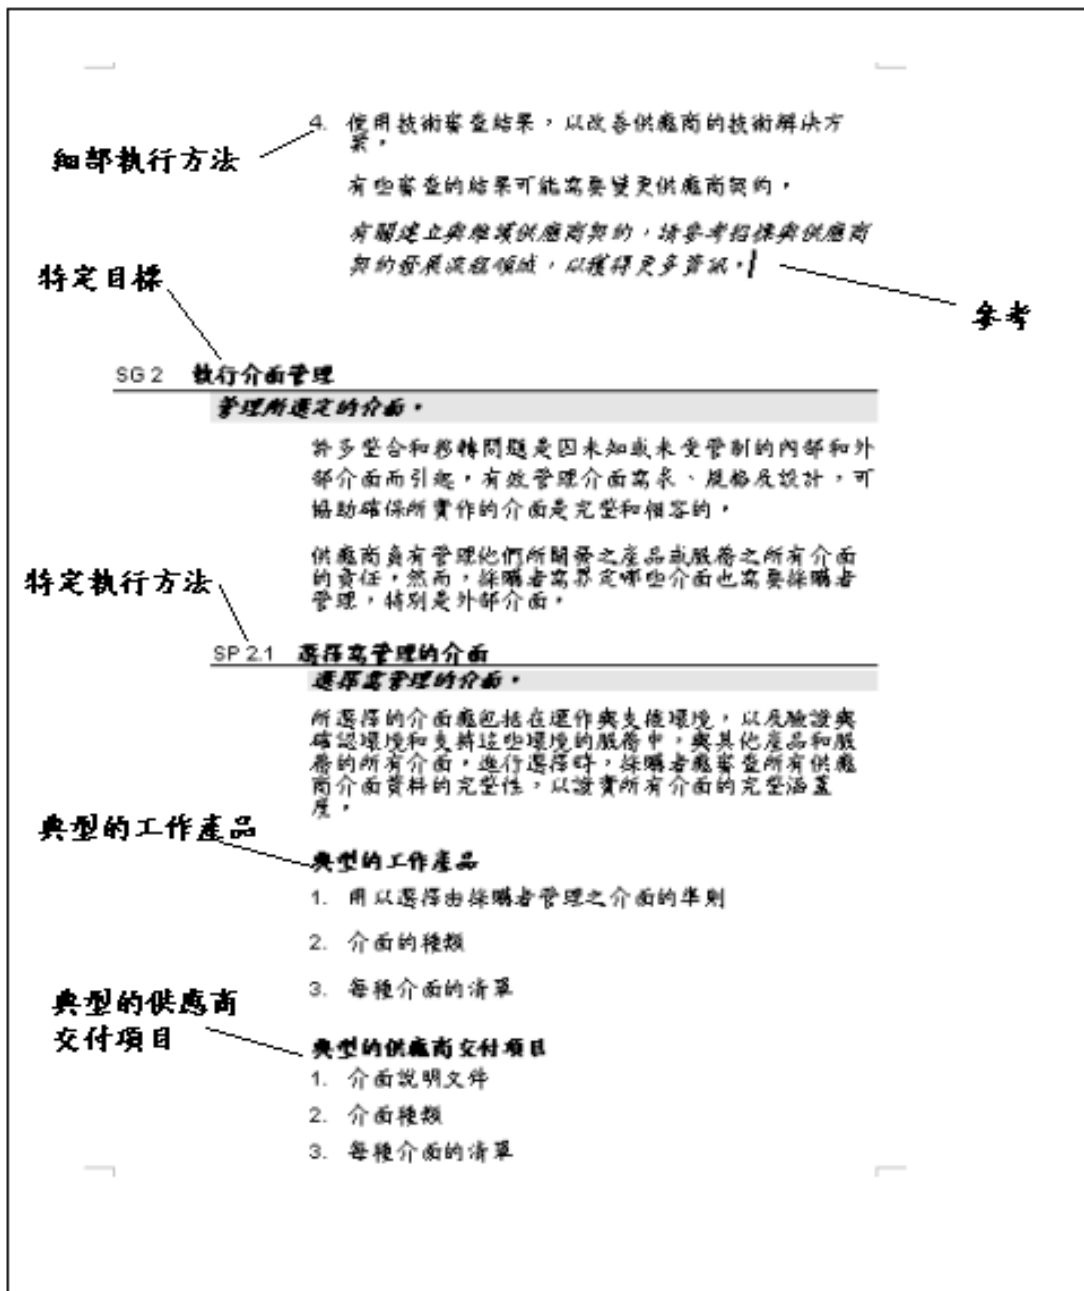 4. 使用技術審查結果，以改善供應商的技術解決方
案。
細部執行方法
有些審查的結果可能需要變更供應商契約。
有關建立與維護供應商契約，請參考招標與供應商
契約發展流程領域，以獲得更多資訊。
特定目標
參考
SG 2 執行介面管理
管理所選定的介面。
許多整合和移轉問題是因未知或未受管制的內部和外
部介面而引起，有效管理介面需求、規格及設計，可
協助確保所實作的介面是完整和相容的。
供應商負有管理他們所開發之產品或服務之所有介面
的責任，然而，採購者需界定哪些介面也需要採購者
管理，特別是外部介面。
特定執行方法
SP 2.1 選擇需管理的介面
選擇需管理的介面。
所選擇的介面應包括在運作與支援環境，以及驗證與
確認環境和支持這些環境的服務中，與其他產品和服
務的所有介面，進行選擇時，採購者應審查所有供應
商介面資料的完整性，以證實所有介面的完整涵蓋
度。
典型的工作產品
典型的工作產品
1. 用以選擇由採購者管理之介面的準則
2. 介面的種類
3. 每種介面的清單
典型的供應商
交付項目
典型的供應商交付項目
1. 介面說明文件
2. 介面種類
3. 每種介面的清單